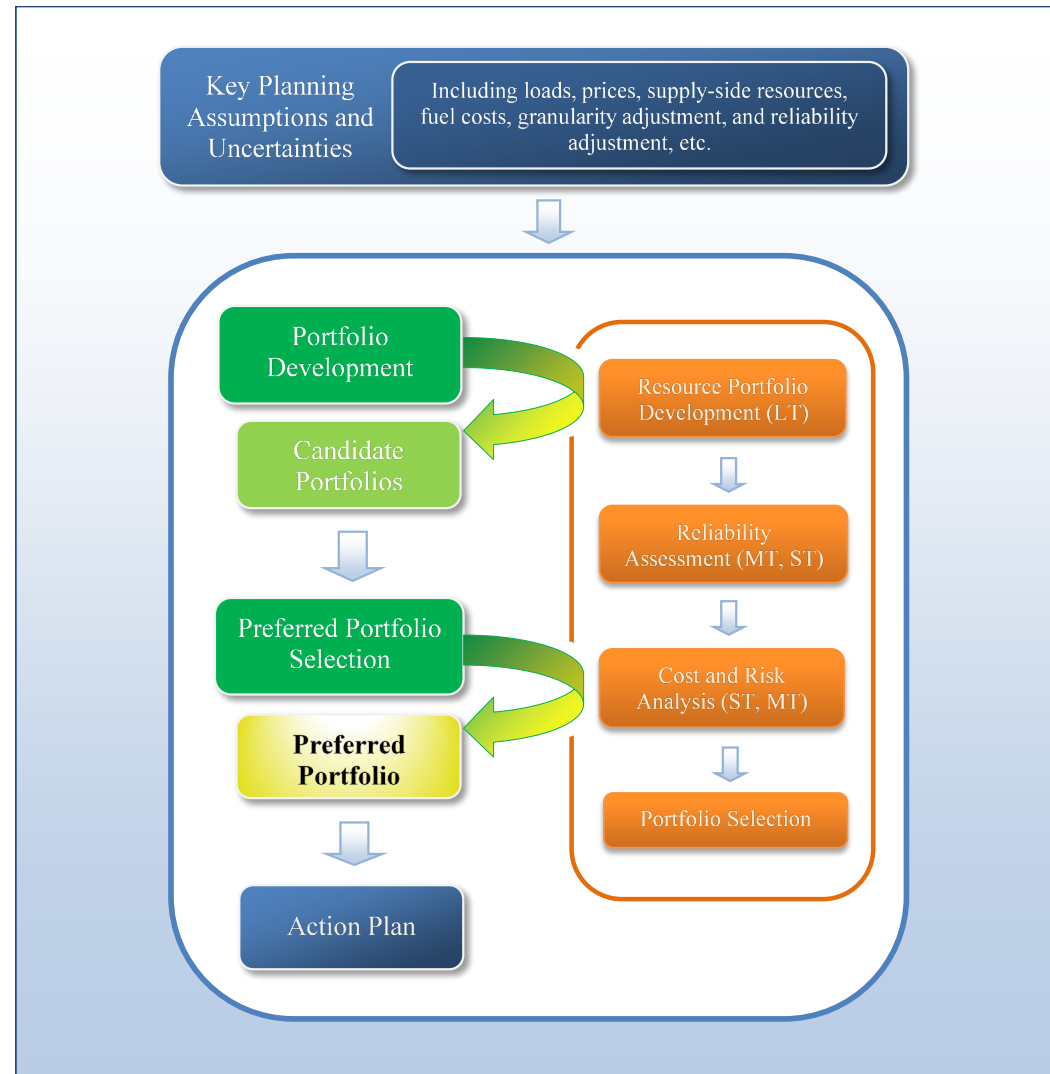 Key Planning
Assumptions and
Uncertainties
Including loads, prices, supply-side resources,
fuel costs, granularity adjustment, and reliability
adjustment, etc.
Portfolio
Development
Candidate
Portfolios
Preferred Portfolio
Selection
Preferred
Portfolio
Action Plan
Resource Portfolio
Development (LT)
Reliability
Assessment (MT, ST)
Cost and Risk
Analysis (ST, MT)
Portfolio Selection